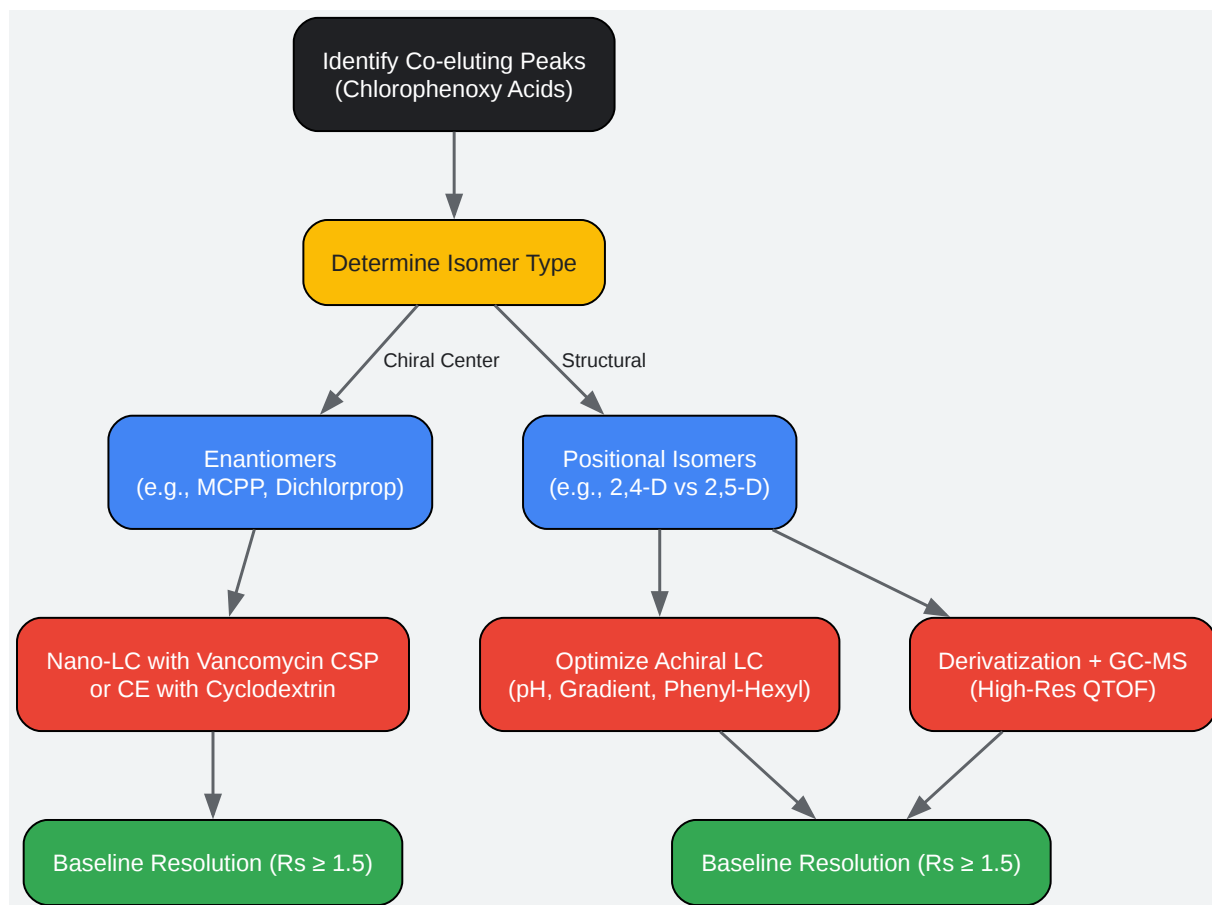 Identify Co-eluting Peaks
(Chlorophenoxy Acids)
Determine Isomer Type
Chiral Center
Structural
Enantiomers
(e.g., MCPP, Dichlorprop)
Positional Isomers
(e.g., 2,4-D vs 2,5-D)
Nano-LC with Vancomycin CSP
or CE with Cyclodextrin
Optimize Achiral LC
(pH, Gradient, Phenyl-Hexyl)
Derivatization + GC-MS
(High-Res QTOF)
Baseline Resolution (Rs ≥ 1.5)
Baseline Resolution (Rs ≥ 1.5)